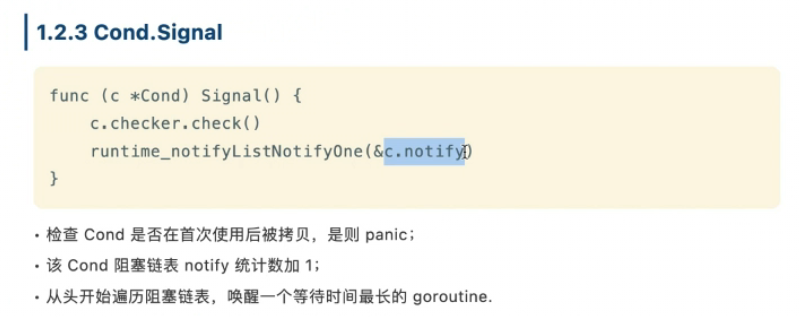 1.2.3 Cond.Signal
func (c *Cond) Signal() {
    c.checker.check()
    runtime_notifyListNotifyOne(&c.notify)
}
· 检查 Cond 是否在首次使用后被拷贝，是则 panic；
· 该 Cond 阻塞链表 notify 统计数加 1；
· 从头开始遍历阻塞链表，唤醒一个等待时间最长的 goroutine.